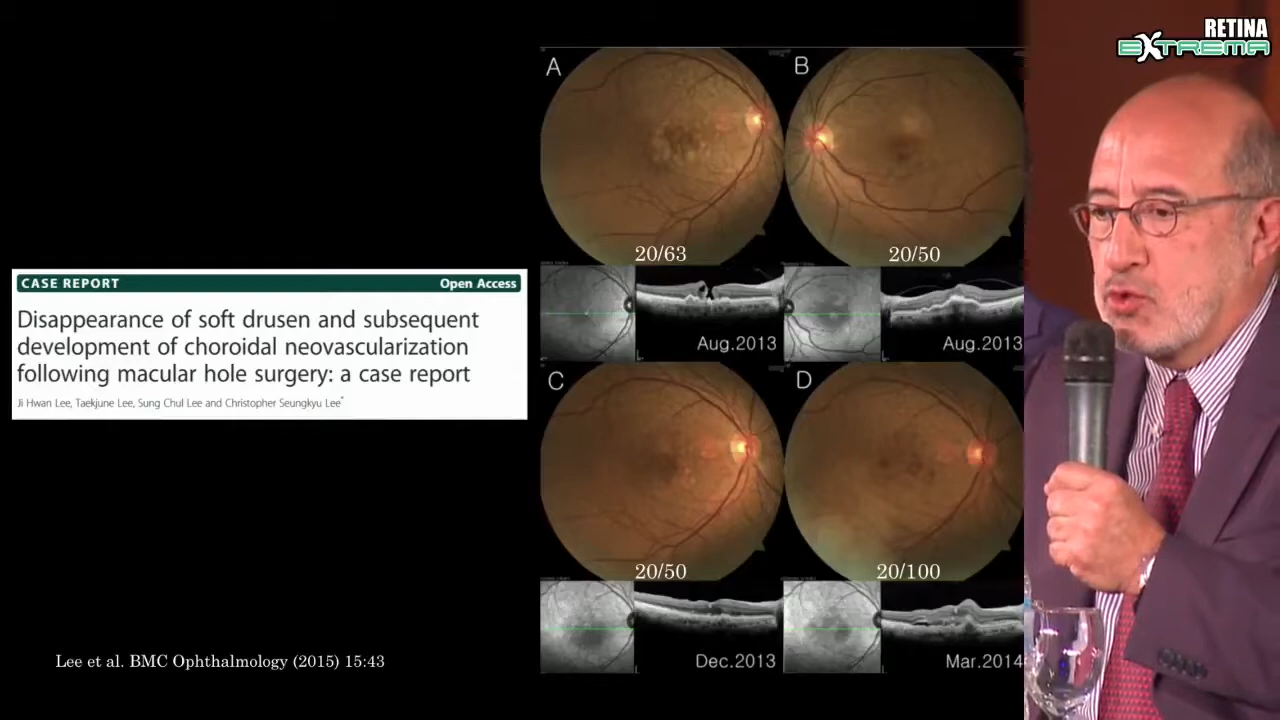 RETINA
EXTREMA
CASE REPORT
Open Access
Disappearance of soft drusen and subsequent
development of choroidal neovascularization
following macular hole surgery: a case report
Ji Hwan Lee, Taekjune Lee, Sung Chul Lee and Christopher Seungkyu Lee*
Lee et al. BMC Ophthalmology (2015) 15:43
A
B
20/63
20/50
Aug.2013
Aug.2013
C
D
20/50
20/100
Dec.2013
Mar.2014